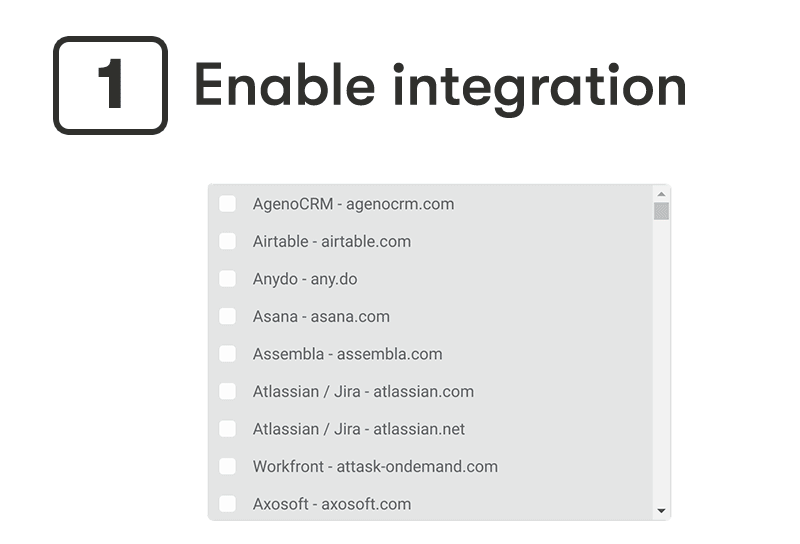 1 Enable integration
AgenoCRM - agenocrm.com
Airtable - airtable.com
Anydo - any.do
Asana - asana.com
Assembla - assembla.com
Atlassian / Jira - atlassian.com
Atlassian / Jira - atlassian.net
Workfront - attask-ondemand.com
Axosoft - axosoft.com